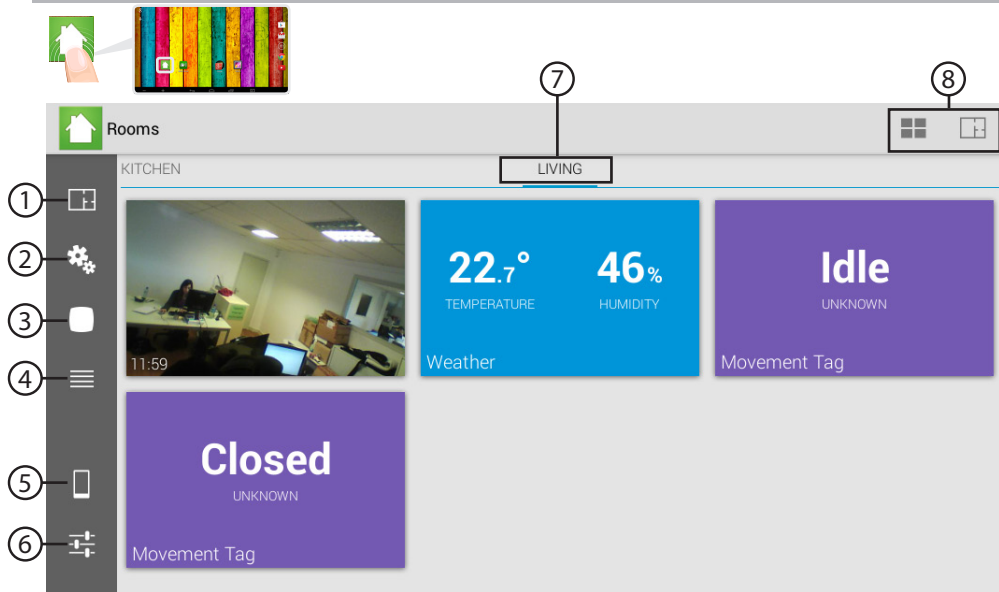 7
8
Rooms
KITCHEN
LIVING
1
2
3
4
5
6
22.7° 46%
TEMPERATURE HUMIDITY
11:59
Weather
Idle
UNKNOWN
Movement Tag
Closed
UNKNOWN
Movement Tag